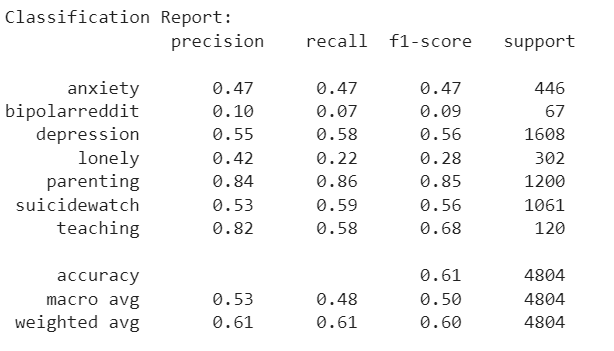 Classification Report:
precision recall f1-score support
anxiety 0.47 0.47 0.47 446
bipolarreddit 0.10 0.07 0.09 67
depression 0.55 0.58 0.56 1608
lonely 0.42 0.22 0.28 302
parenting 0.84 0.86 0.85 1200
suicidewatch 0.53 0.59 0.56 1061
teaching 0.82 0.58 0.68 120
accuracy 0.61 4804
macro avg 0.53 0.48 0.50 4804
weighted avg 0.61 0.61 0.60 4804